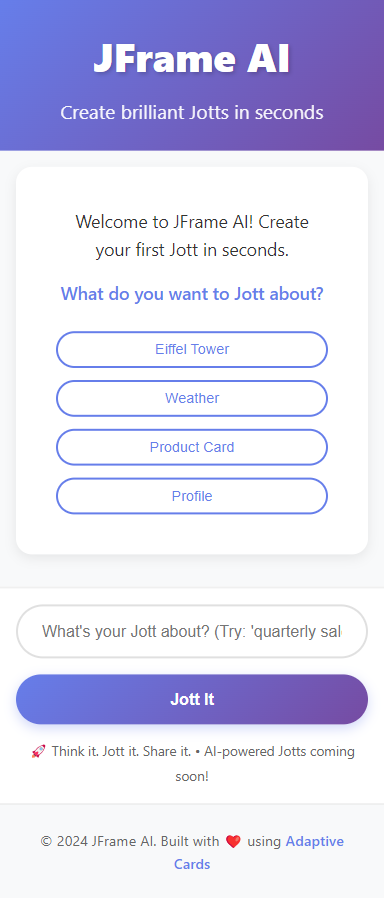 JFrame AI
Create brilliant Jotts in seconds
Welcome to JFrame AI! Create
your first Jott in seconds.
What do you want to Jott about?
Eiffel Tower
Weather
Product Card
Profile
What's your Jott about? (Try: 'quarterly sal
Jott It
🚀 Think it. Jott it. Share it. • AI-powered Jotts coming
soon!
© 2024 JFrame AI. Built with ❤️ using Adaptive
Cards